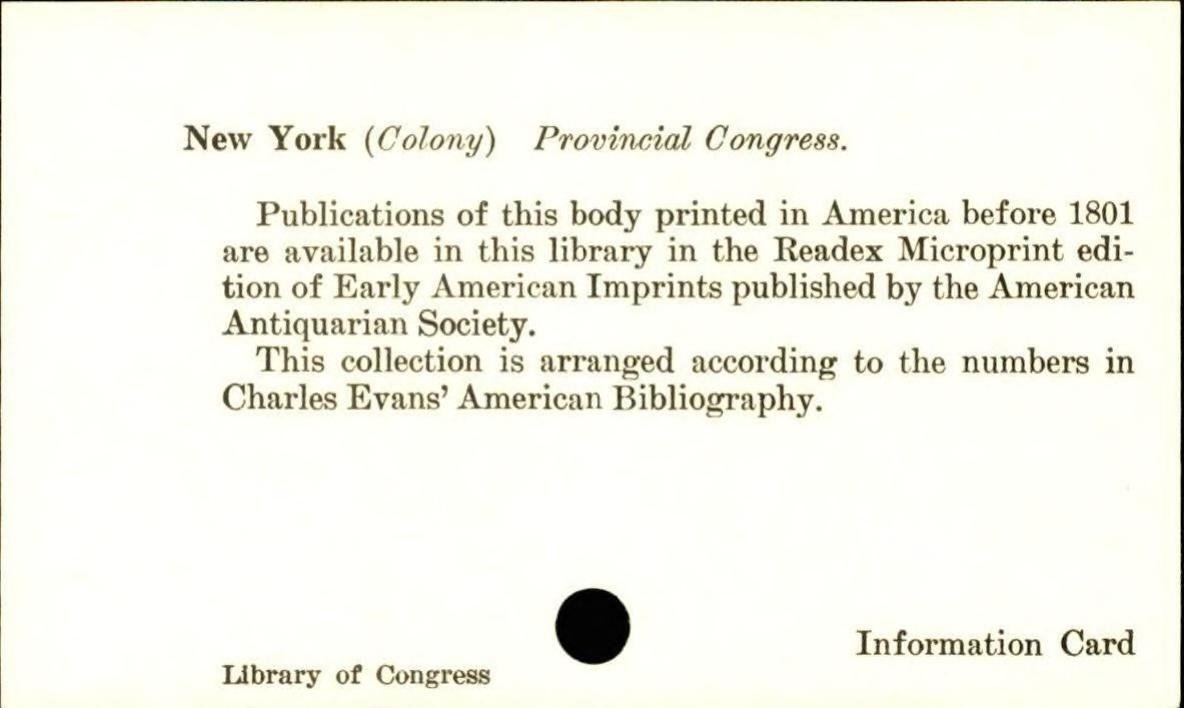 New York (Colony) Provincial Congress.
Publications of this body printed in America before 1801
are available in this library in the Readex Microprint edi-
tion of Early American Imprints published by the American
Antiquarian Society.
This collection is arranged according to the numbers in
Charles Evans' American Bibliography.
Information Card
Library of Congress